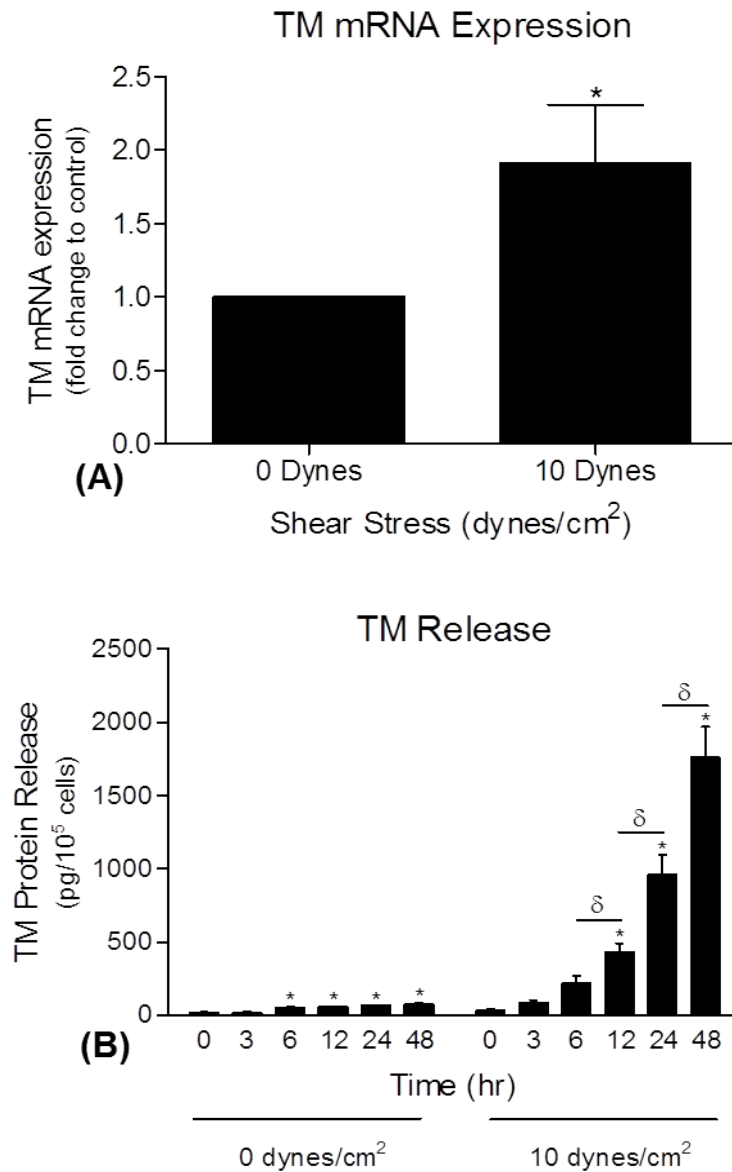 TM mRNA Expression
TM mRNA expression
(fold change to control)
2.5
2.0
1.5
1.0
0.5
0.0
*
(A)
0 Dynes 10 Dynes
Shear Stress (dynes/cm²)
TM Release
TM Protein Release
(pg/10⁵ cells)
2500
2000
1500
1000
500
0
δ
*
δ
*
δ
*
* * * *
(B)
0 3 6 12 24 48 0 3 6 12 24 48
Time (hr)
0 dynes/cm² 10 dynes/cm²